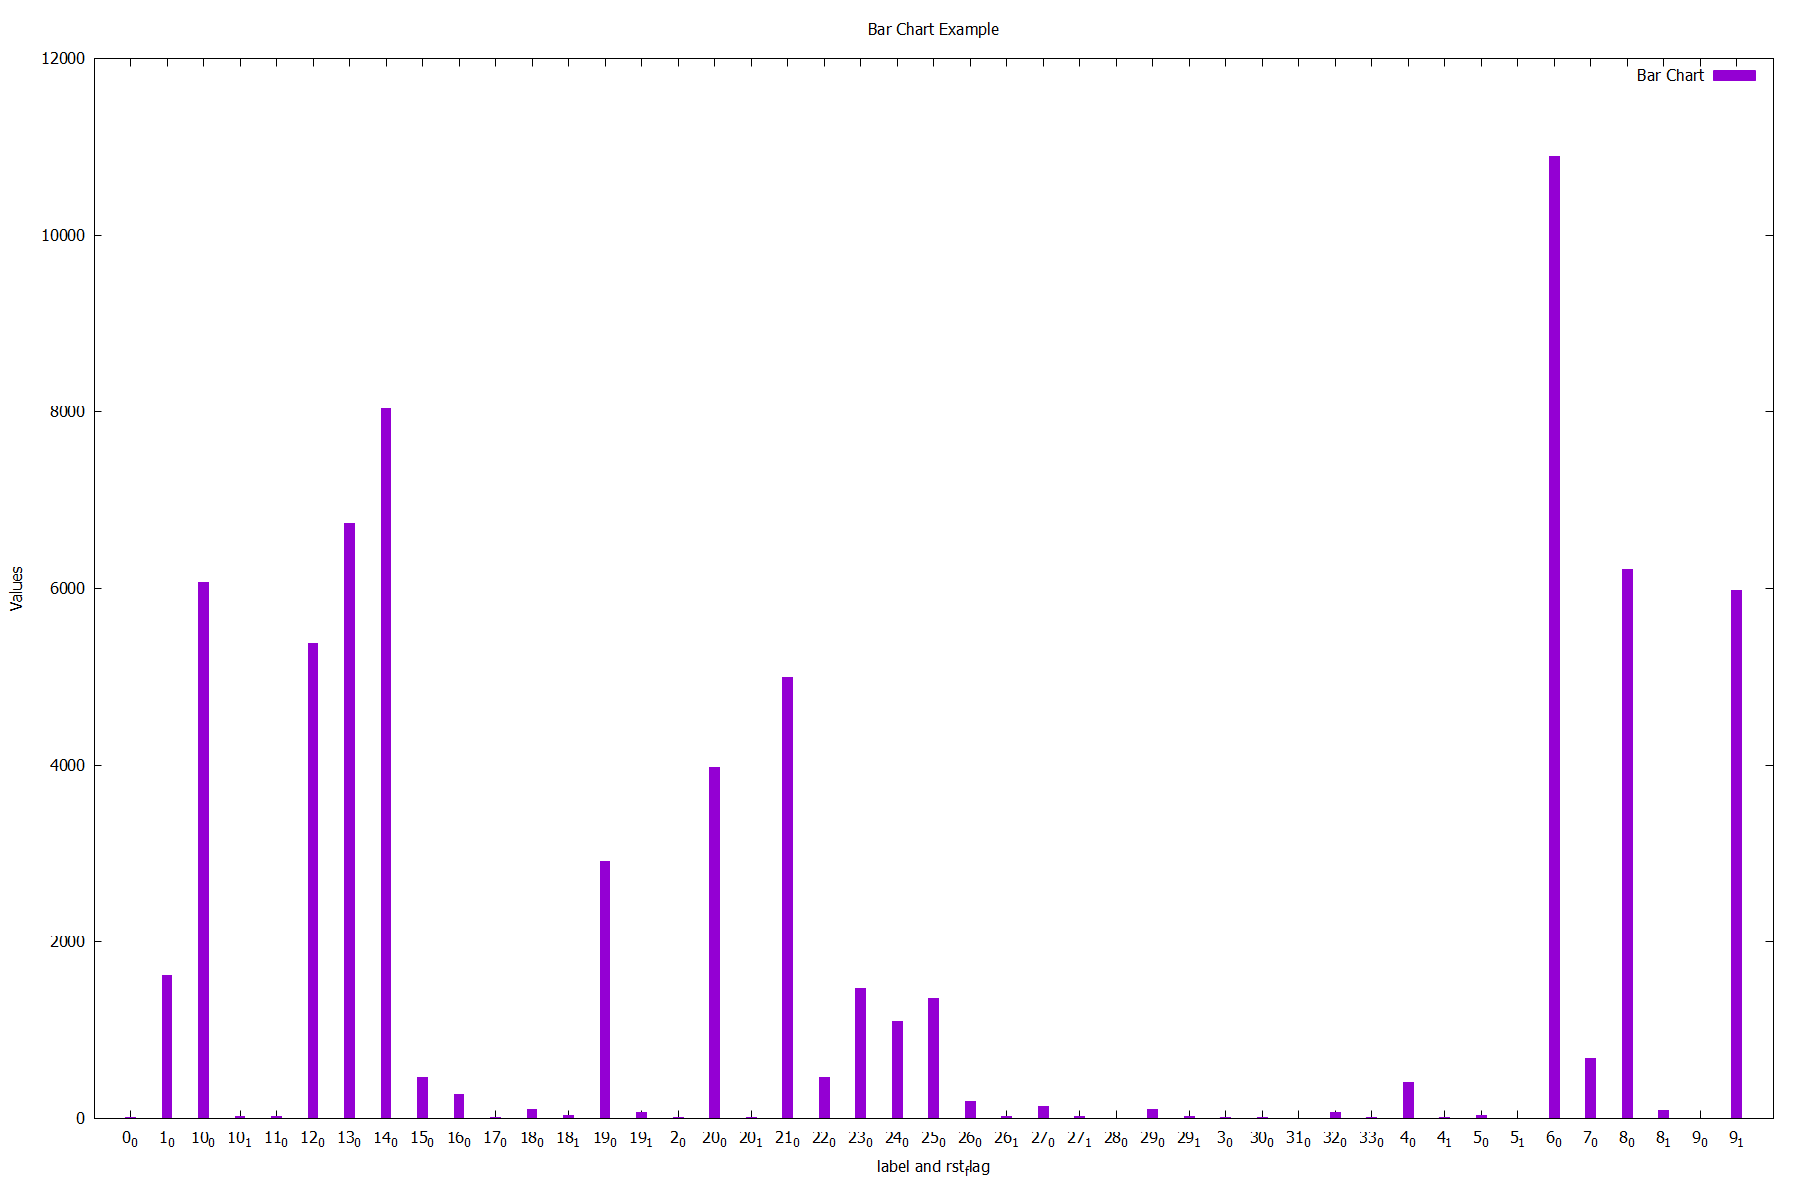 Bar Chart Example
12000
Bar Chart
10000
8000
6000
Values
4000
2000
0
0₀ 1₀ 10₀ 10₁ 11₀ 12₀ 13₀ 14₀ 15₀ 16₀ 17₀ 18₀ 18₁ 19₀ 19₁ 2₀ 20₀ 20₁ 21₀ 22₀ 23₀ 24₀ 25₀ 26₀ 26₁ 27₀ 27₁ 28₀ 29₀ 29₁ 3₀ 30₀ 31₀ 32₀ 33₀ 4₀ 4₁ 5₀ 5₁ 6₀ 7₀ 8₀ 8₁ 9₀ 9₁
label and rst_flag